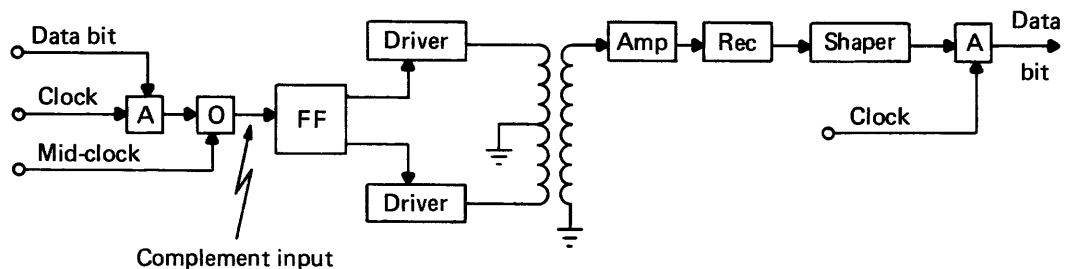 Data bit
Clock
Mid-clock
A
O
Complement input
FF
Driver
Driver
Amp
Rec
Shaper
A
Clock
Data
bit